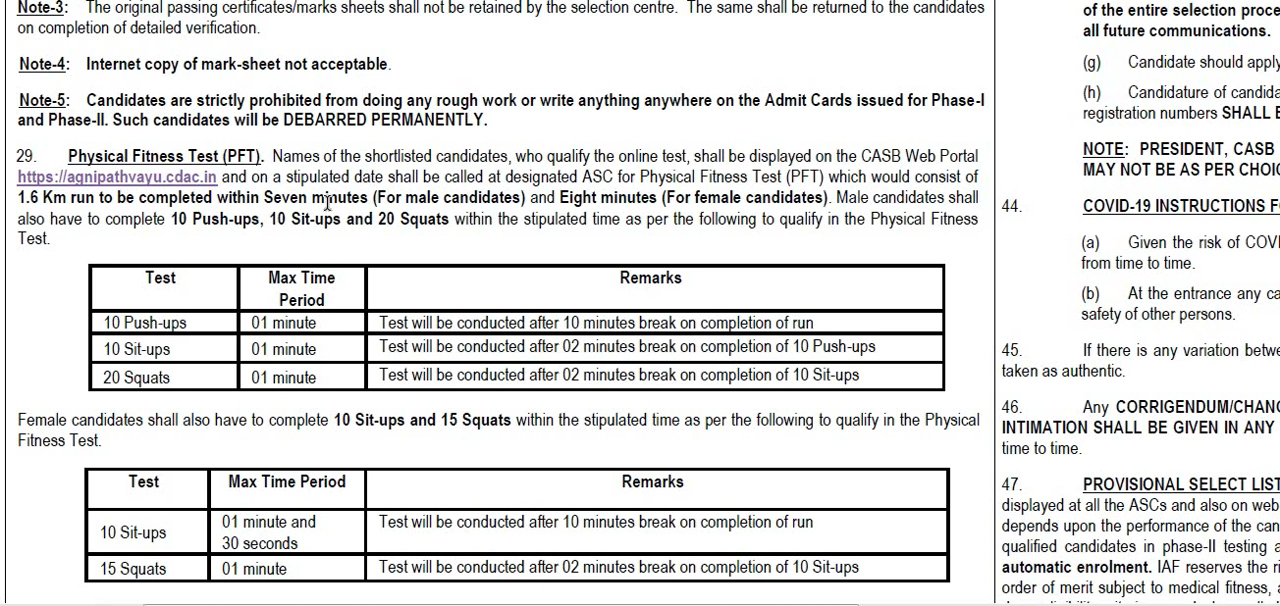 Note-3: The original passing certificates/marks sheets shall not be retained by the selection centre. The same shall be returned to the candidates
on completion of detailed verification.
Note-4: Internet copy of mark-sheet not acceptable.
Note-5: Candidates are strictly prohibited from doing any rough work or write anything anywhere on the Admit Cards issued for Phase-I
and Phase-II. Such candidates will be DEBARRED PERMANENTLY.
29. Physical Fitness Test (PFT). Names of the shortlisted candidates, who qualify the online test, shall be displayed on the CASB Web Portal
https://agnipathvayu.cdac.in and on a stipulated date shall be called at designated ASC for Physical Fitness Test (PFT) which would consist of
1.6 Km run to be completed within Seven minutes (For male candidates) and Eight minutes (For female candidates). Male candidates shall
also have to complete 10 Push-ups, 10 Sit-ups and 20 Squats within the stipulated time as per the following to qualify in the Physical Fitness
Test.
Test Max Time Remarks
Period
10 Push-ups 01 minute Test will be conducted after 10 minutes break on completion of run
10 Sit-ups 01 minute Test will be conducted after 02 minutes break on completion of 10 Push-ups
20 Squats 01 minute Test will be conducted after 02 minutes break on completion of 10 Sit-ups
Female candidates shall also have to complete 10 Sit-ups and 15 Squats within the stipulated time as per the following to qualify in the Physical
Fitness Test.
Test Max Time Period Remarks
10 Sit-ups 01 minute and Test will be conducted after 10 minutes break on completion of run
30 seconds
15 Squats 01 minute Test will be conducted after 02 minutes break on completion of 10 Sit-ups
of the entire selection proce
all future communications.
(g) Candidate should apply
(h) Candidature of candida
registration numbers SHALL
NOTE: PRESIDENT, CASB
MAY NOT BE AS PER CHOI
44. COVID-19 INSTRUCTIONS
(a) Given the risk of COVI
from time to time.
(b) At the entrance any ca
safety of other persons.
45. If there is any variation betwe
taken as authentic.
46. Any CORRIGENDUM/CHAN
INTIMATION SHALL BE GIVEN IN ANY
time to time.
47. PROVISIONAL SELECT LIST
displayed at all the ASCs and also on web
depends upon the performance of the can
qualified candidates in phase-II testing a
automatic enrolment. IAF reserves the ri
order of merit subject to medical fitness, a